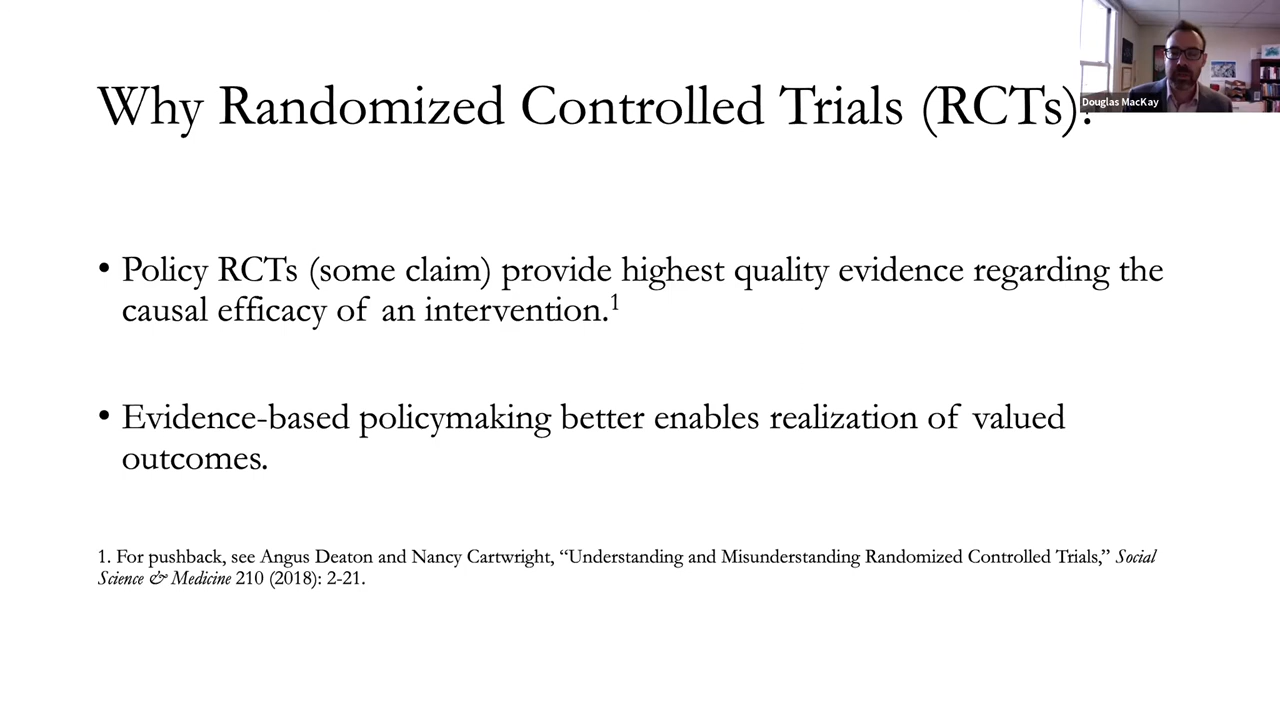 Why Randomized Controlled Trials (RCTs)?
Douglas MacKay
• Policy RCTs (some claim) provide highest quality evidence regarding the
causal efficacy of an intervention.1
• Evidence-based policymaking better enables realization of valued
outcomes.
1. For pushback, see Angus Deaton and Nancy Cartwright, “Understanding and Misunderstanding Randomized Controlled Trials,” Social
Science & Medicine 210 (2018): 2-21.